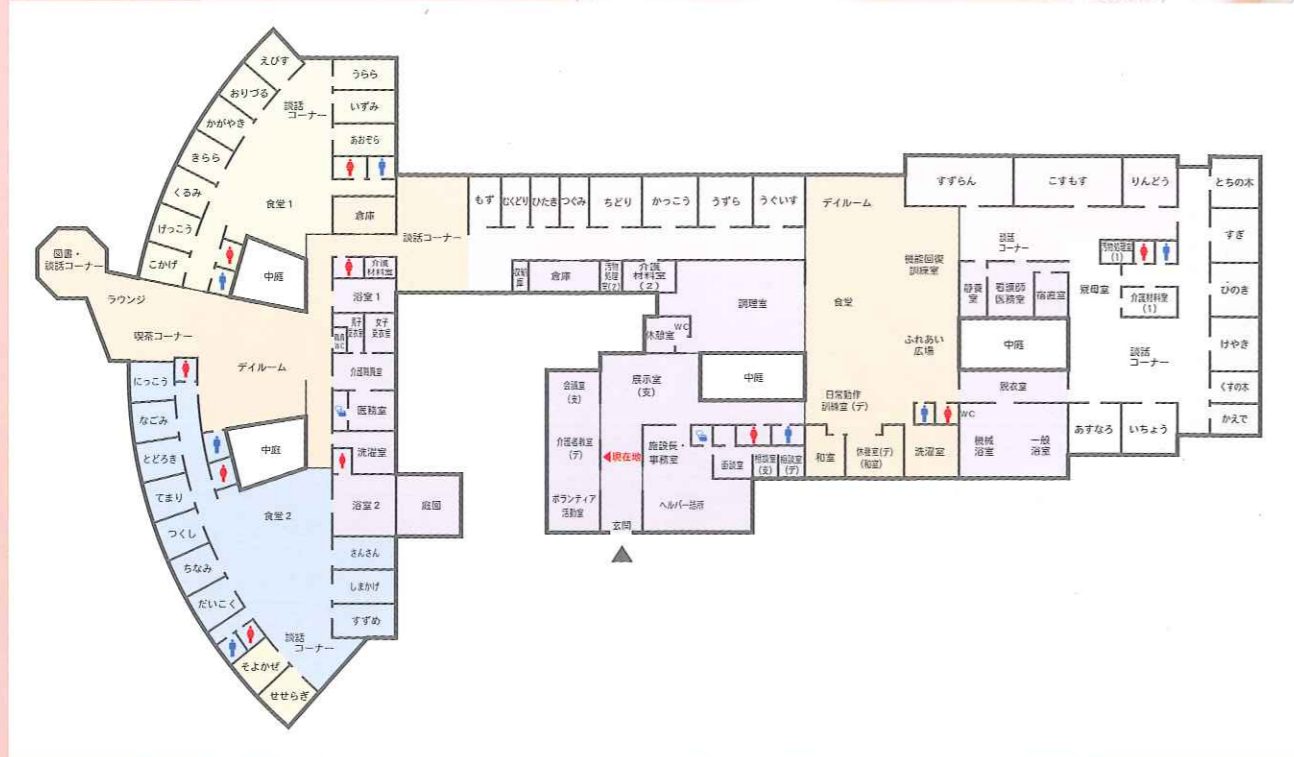 えびす
おりづる
かがやき
きらら
くるみ
げっこう
こかげ
談話
コーナー
うらら
いずみ
あおぞら
食堂1
倉庫
中庭
図書・
談話コーナー
ラウンジ
喫茶コーナー
デイルーム
介護
材料室
浴室1
男子
更衣室
女子
更衣室
職員
WC
介護職員室
医務室
洗濯室
浴室2
庭園
中庭
食堂2
にっこう
なごみ
とどろき
てまり
つくし
ちなみ
だいこく
そよかぜ
せせらぎ
談話
コーナー
さんさん
しまかげ
すずめ
談話コーナー
もず
むくどり
ひたき
つぐみ
ちどり
かっこう
うずら
うぐいす
収納
庫
倉庫
汚物
処理
室(2)
介護
材料室
(2)
調理室
休憩室
WC
会議室
(支)
介護者教室
(デ)
ボランティア
活動室
展示室
(支)
現在地
玄関
中庭
施設長・
事務室
面談室
相談室
(支)
相談室
(デ)
ヘルパー詰所
デイルーム
機能回復
訓練室
食堂
ふれあい
広場
日常動作
訓練室(デ)
和室
休憩室(デ)
(和室)
洗濯室
WC
すずらん
こすもす
りんどう
談話
コーナー
静養
室
看護師
医務室
宿直室
汚物処理室
(1)
寮母室
介護材料室
(1)
中庭
脱衣室
機械
浴室
一般
浴室
談話
コーナー
あすなろ
いちょう
とちの木
すぎ
ひのき
けやき
くすの木
かえで